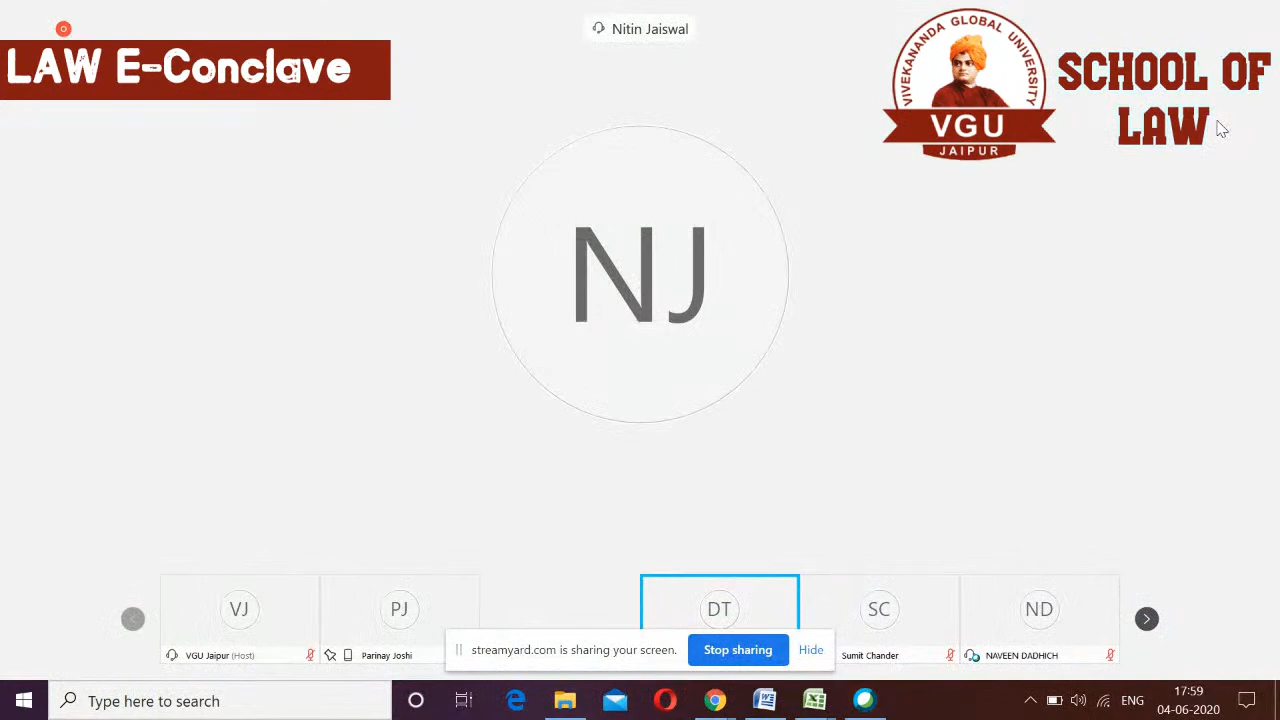 Nitin Jaiswal
LAW E-Conclave
VIVEKANANDA GLOBAL UNIVERSITY
VGU
JAIPUR
SCHOOL OF
LAW
NJ
VJ
PJ
DT
SC
ND
VGU Jaipur (Host)
Parinay Joshi
Sumit Chander
NAVEEN DADHICH
streamyard.com is sharing your screen.
Stop sharing
Hide
Type here to search
ENG
17:59
04-06-2020